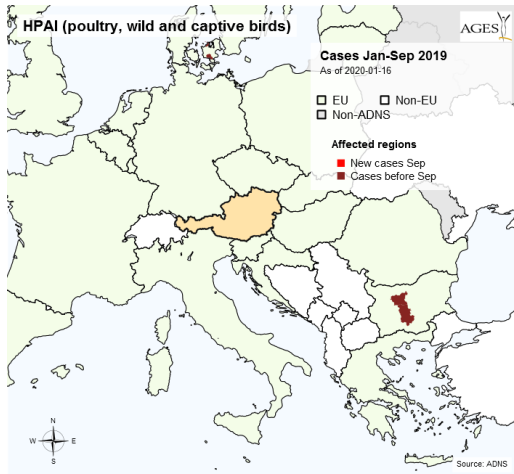 HPAI (poultry, wild and captive birds)
AGES
Cases Jan-Sep 2019
As of 2020-01-16
EU Non-EU
Non-ADNS
Affected regions
New cases Sep
Cases before Sep
N
W E
S
Source: ADNS